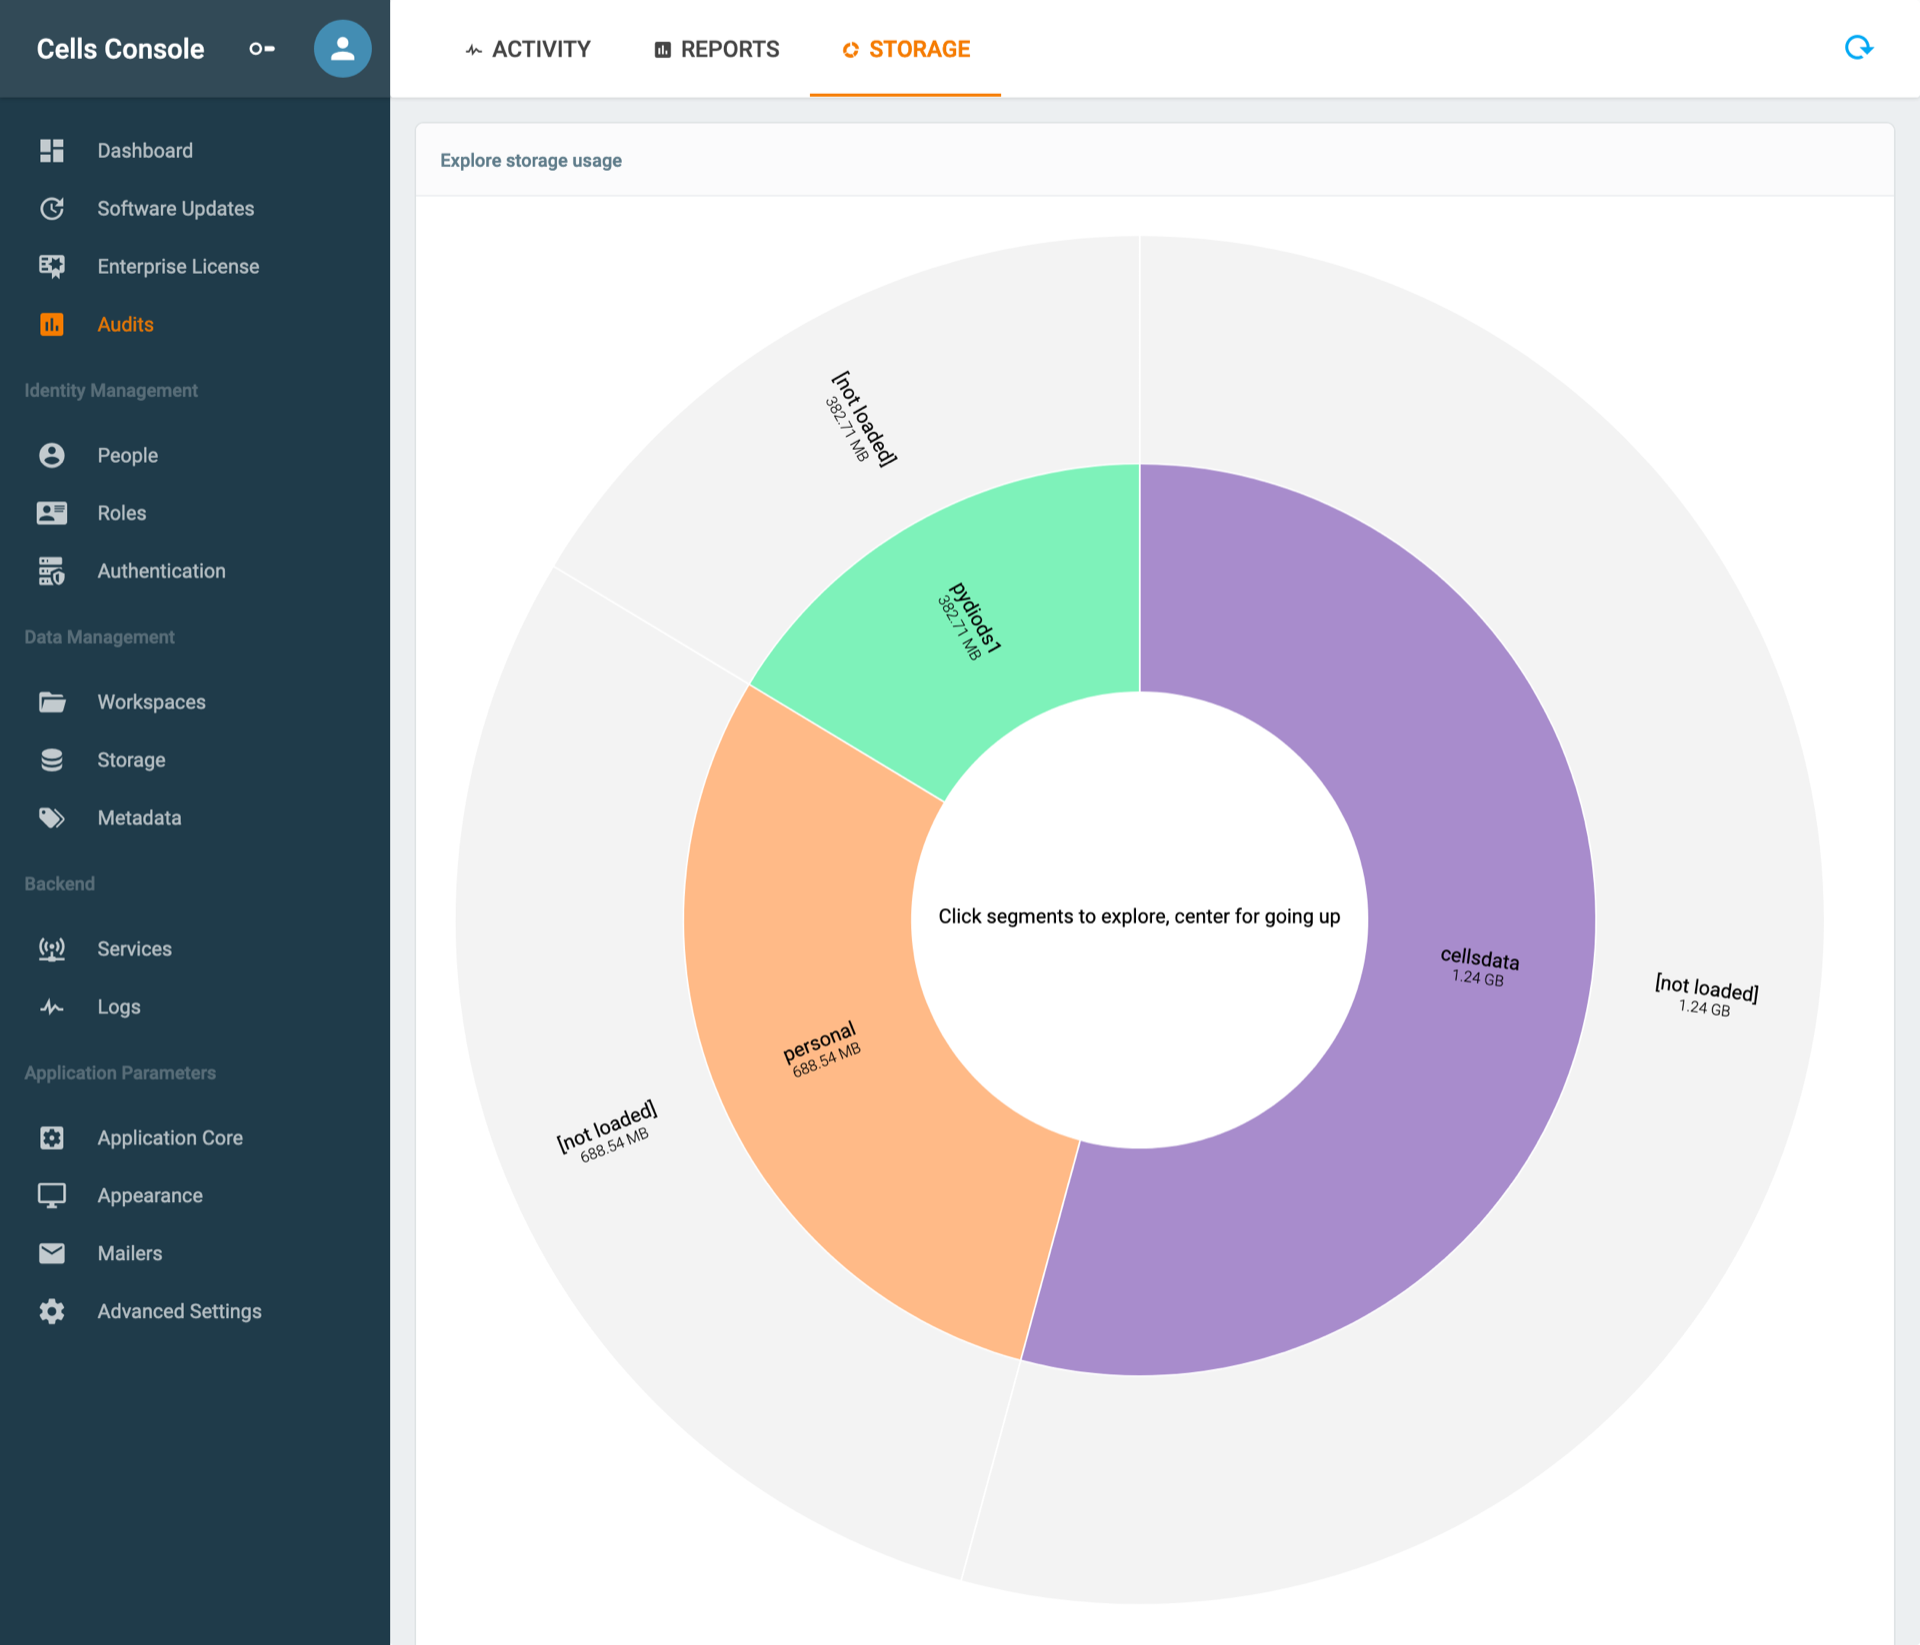 Cells Console
ACTIVITY
REPORTS
STORAGE
Dashboard
Software Updates
Enterprise License
Audits
Identity Management
People
Roles
Authentication
Data Management
Workspaces
Storage
Metadata
Backend
Services
Logs
Application Parameters
Application Core
Appearance
Mailers
Advanced Settings
Explore storage usage
[not loaded]
382.71 MB
pydiods1
382.71 MB
Click segments to explore, center for going up
cellsdata
1.24 GB
[not loaded]
1.24 GB
personal
688.54 MB
[not loaded]
688.54 MB